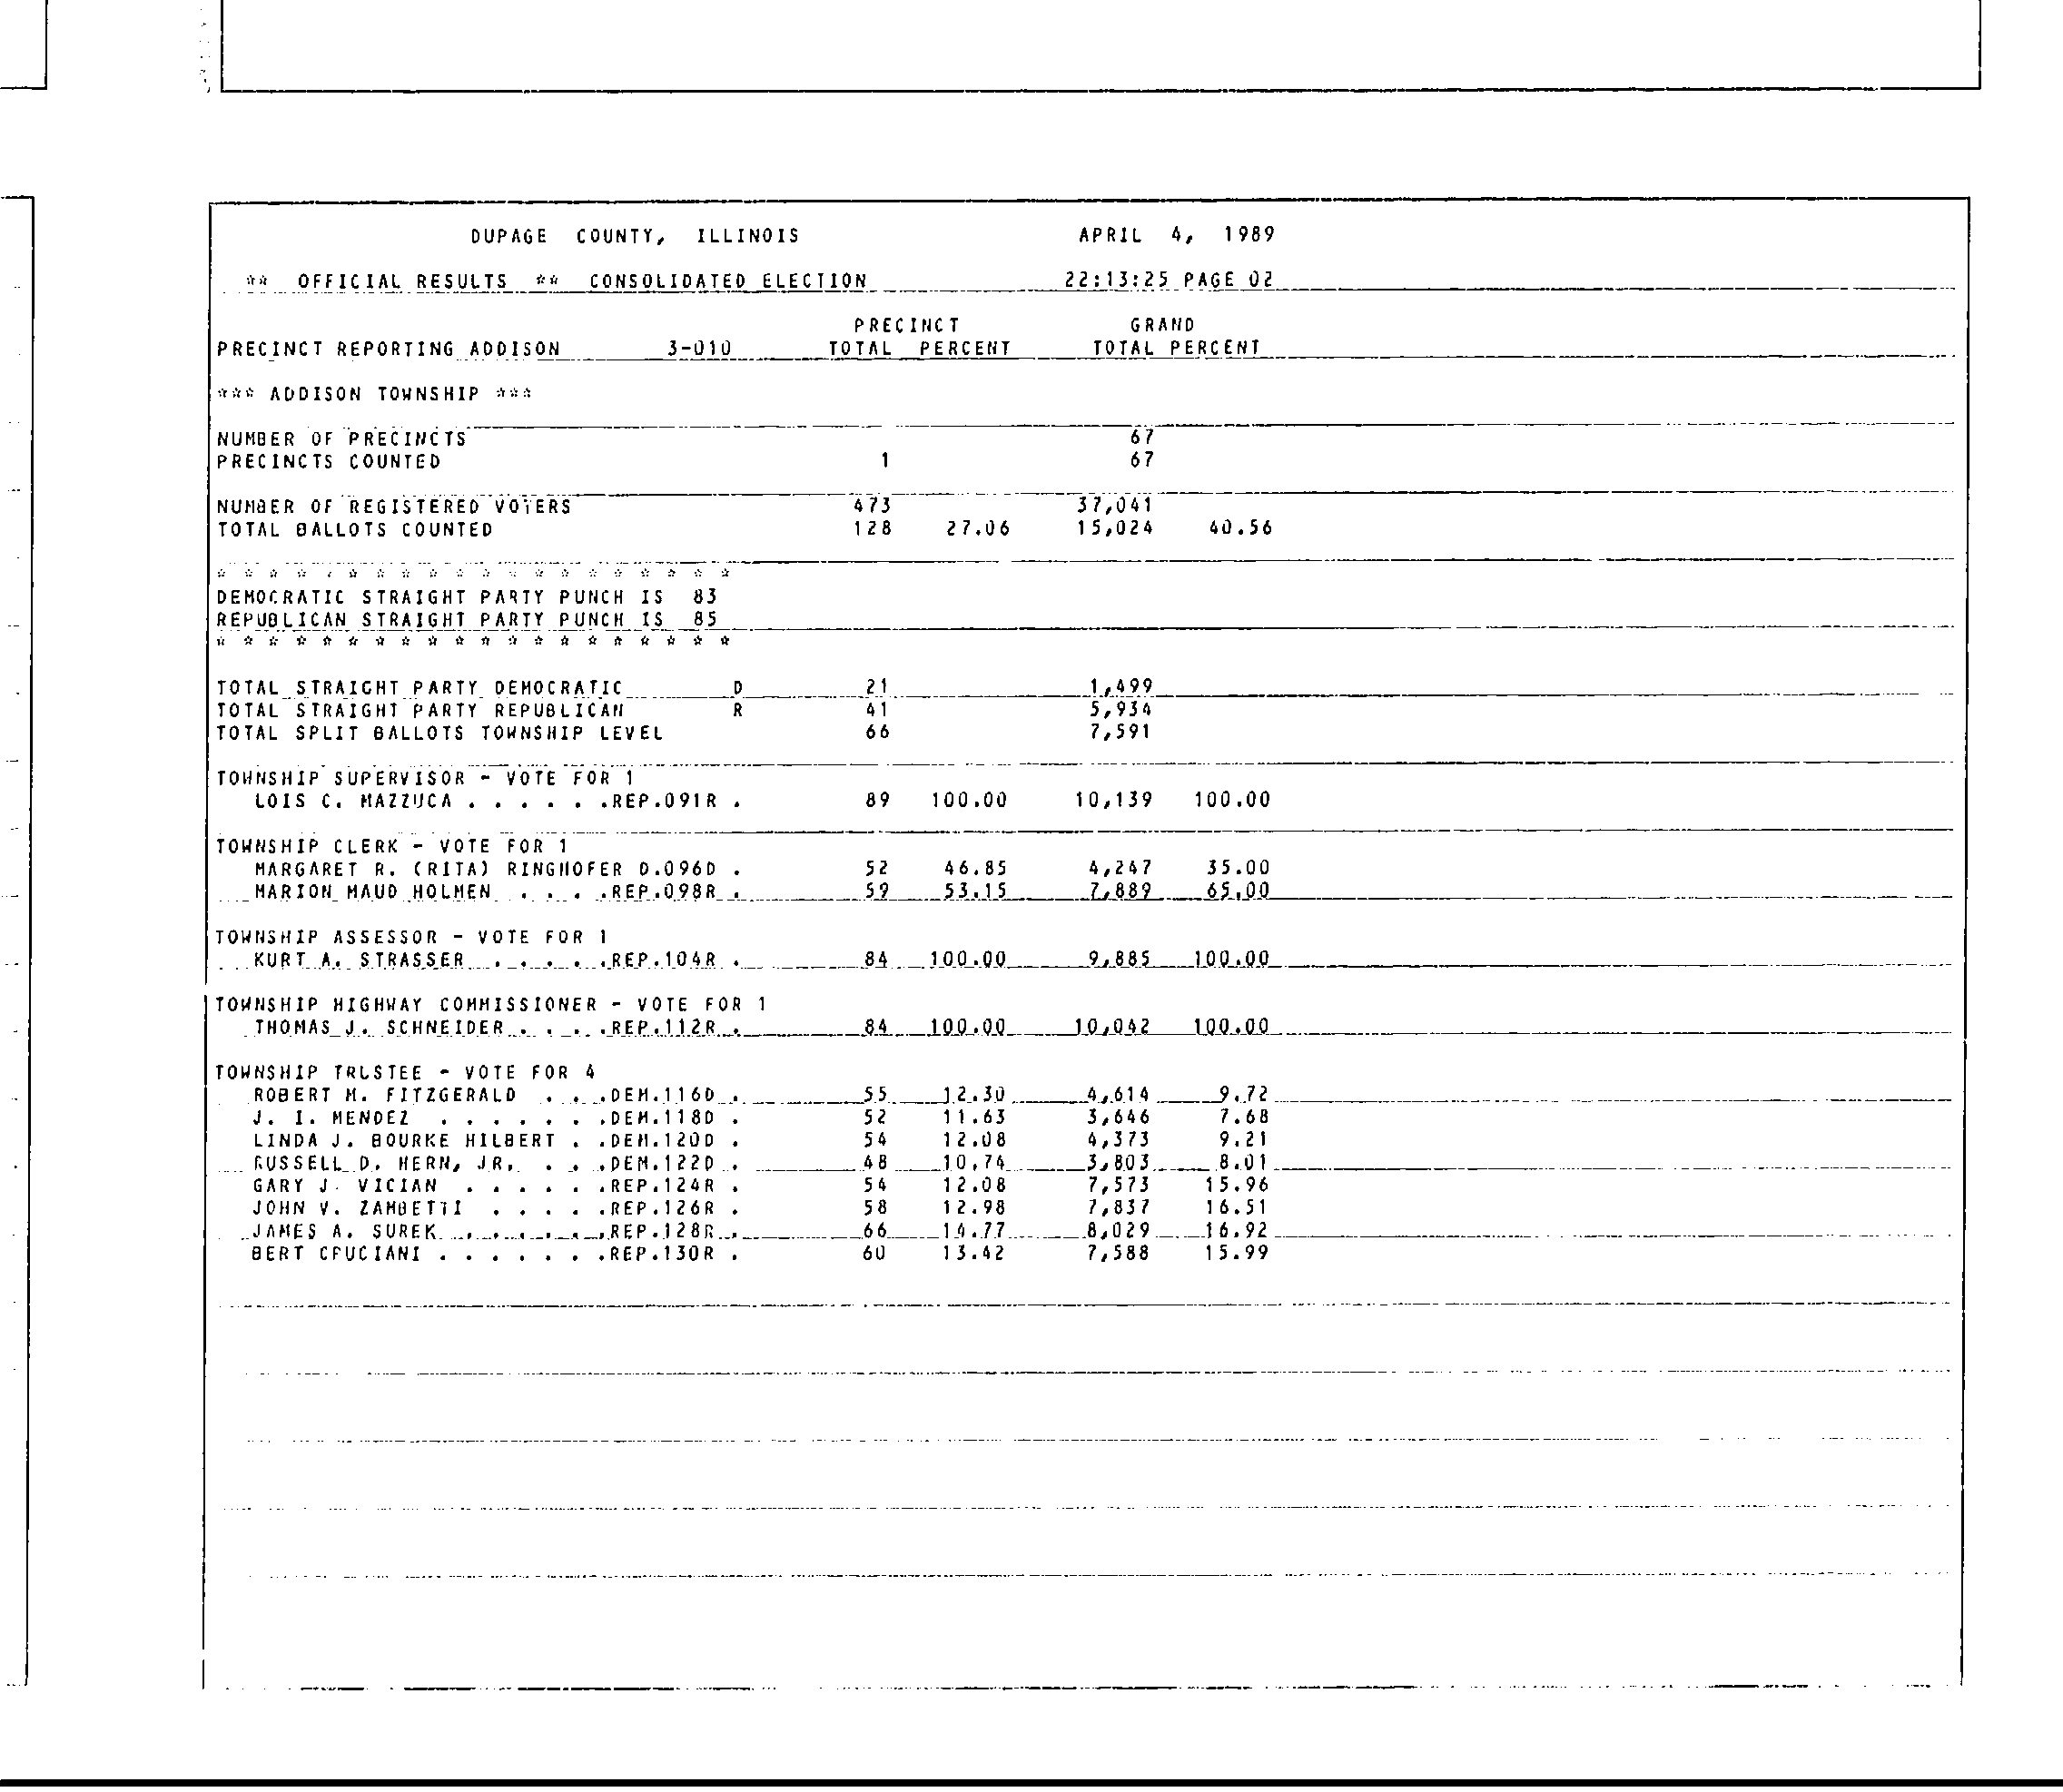 DUPAGE COUNTY, ILLINOIS APRIL 4, 1989
** OFFICIAL RESULTS ** CONSOLIDATED ELECTION 22:13:25 PAGE 02
PRECINCT GRAND
PRECINCT REPORTING ADDISON 3-010 TOTAL PERCENT TOTAL PERCENT
*** ADDISON TOWNSHIP ***
NUMBER OF PRECINCTS 67
PRECINCTS COUNTED 1 67
NUMBER OF REGISTERED VOTERS 473 37,041
TOTAL BALLOTS COUNTED 128 27.06 15,024 40.56
* * * * * * * * * * * * * * * * * * * *
DEMOCRATIC STRAIGHT PARTY PUNCH IS 83
REPUBLICAN STRAIGHT PARTY PUNCH IS 85
* * * * * * * * * * * * * * * * * * * *
TOTAL STRAIGHT PARTY DEMOCRATIC D 21 1,499
TOTAL STRAIGHT PARTY REPUBLICAN R 41 5,934
TOTAL SPLIT BALLOTS TOWNSHIP LEVEL 66 7,591
TOWNSHIP SUPERVISOR - VOTE FOR 1
LOIS C. MAZZUCA . . . . . .REP.091R . 89 100.00 10,139 100.00
TOWNSHIP CLERK - VOTE FOR 1
MARGARET R. (RITA) RINGHOFER D.096D . 52 46.85 4,247 35.00
MARION MAUD HOLMEN . . . .REP.098R . 59 53.15 7,889 65.00
TOWNSHIP ASSESSOR - VOTE FOR 1
KURT A. STRASSER . . . . .REP.104R . 84 100.00 9,885 100.00
TOWNSHIP HIGHWAY COMMISSIONER - VOTE FOR 1
THOMAS J. SCHNEIDER . . . .REP.112R . 84 100.00 10,042 100.00
TOWNSHIP TRUSTEE - VOTE FOR 4
ROBERT M. FITZGERALD . . .DEM.116D . 55 12.30 4,614 9.72
J. I. MENDEZ . . . . . . .DEM.118D . 52 11.63 3,646 7.68
LINDA J. BOURKE HILBERT . .DEM.120D . 54 12.08 4,373 9.21
RUSSELL D. HERN, JR. . . .DEM.122D . 48 10.74 3,803 8.01
GARY J. VICIAN . . . . . .REP.124R . 54 12.08 7,573 15.96
JOHN V. ZAMBETTI . . . . .REP.126R . 58 12.98 7,837 16.51
JAMES A. SUREK . . . . . .REP.128R . 66 14.77 8,029 16.92
BERT CFUCIANI . . . . . . .REP.130R . 60 13.42 7,588 15.99